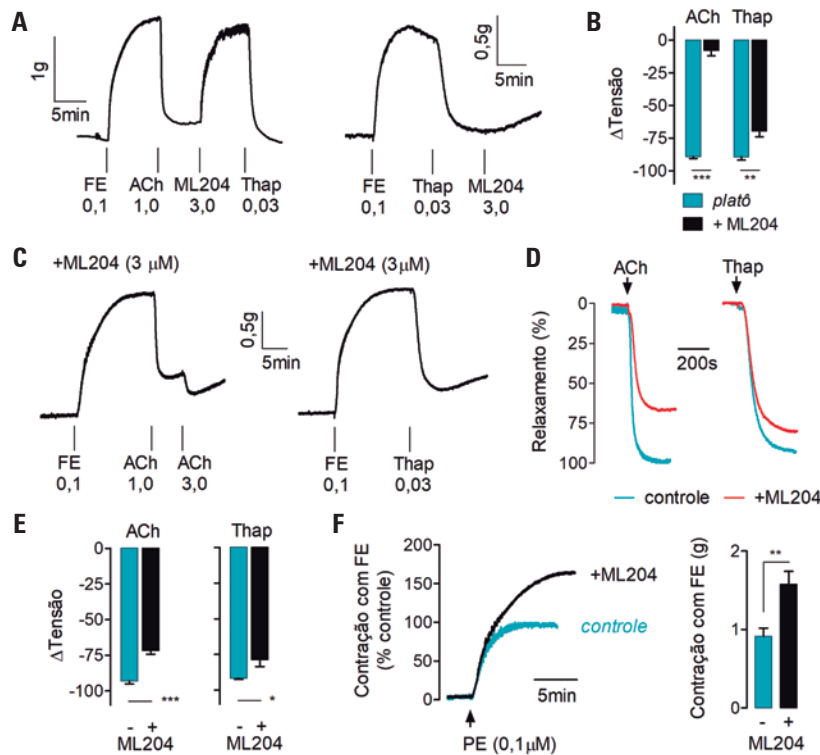 A
1g
5min
FE ACh ML204 Thap
0,1 1,0 3,0 0,03
0,5g
5min
FE Thap ML204
0,1 0,03 3,0
B
ACh Thap
ΔTensão
0
-25
-50
-75
-100
*** **
platô
+ ML204
C
+ML204 (3 µM)
0,5g
5min
FE ACh ACh
0,1 1,0 3,0
+ML204 (3µM)
FE Thap
0,1 0,03
D
ACh Thap
Relaxamento (%)
0
25
50
75
100
200s
controle +ML204
E
ACh Thap
ΔTensão
0
-25
-50
-75
-100
*** *
- + - +
ML204 ML204
F
Contração com FE
(% controle)
200
150
100
50
0
+ML204
controle
5min
PE (0,1µM)
Contração com FE (g)
2
1
0
**
- +
ML204